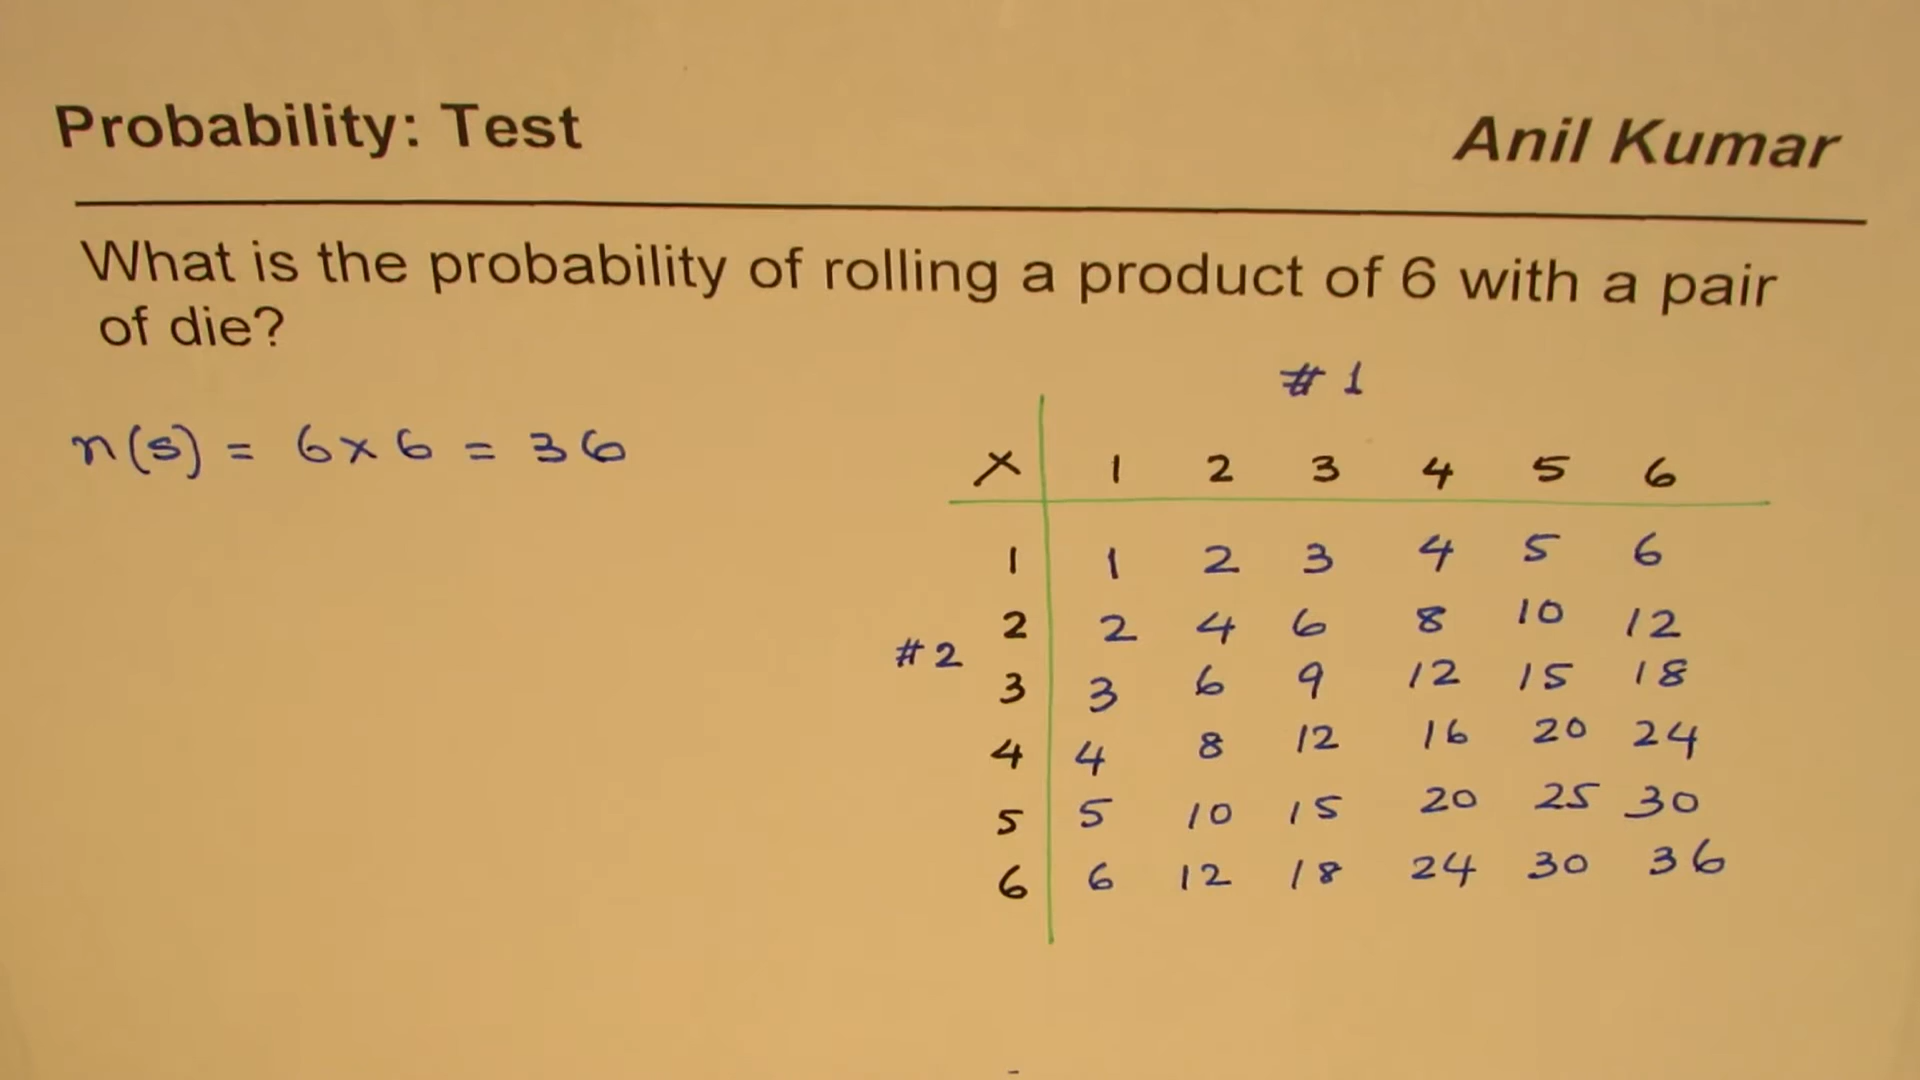 Probability: Test
Anil Kumar
What is the probability of rolling a product of 6 with a pair
of die?
# 1
n(s) = 6 x 6 = 36
× 1 2 3 4 5 6
1 1 2 3 4 5 6
2 2 4 6 8 10 12
#2
3 3 6 9 12 15 18
4 4 8 12 16 20 24
5 5 10 15 20 25 30
6 6 12 18 24 30 36